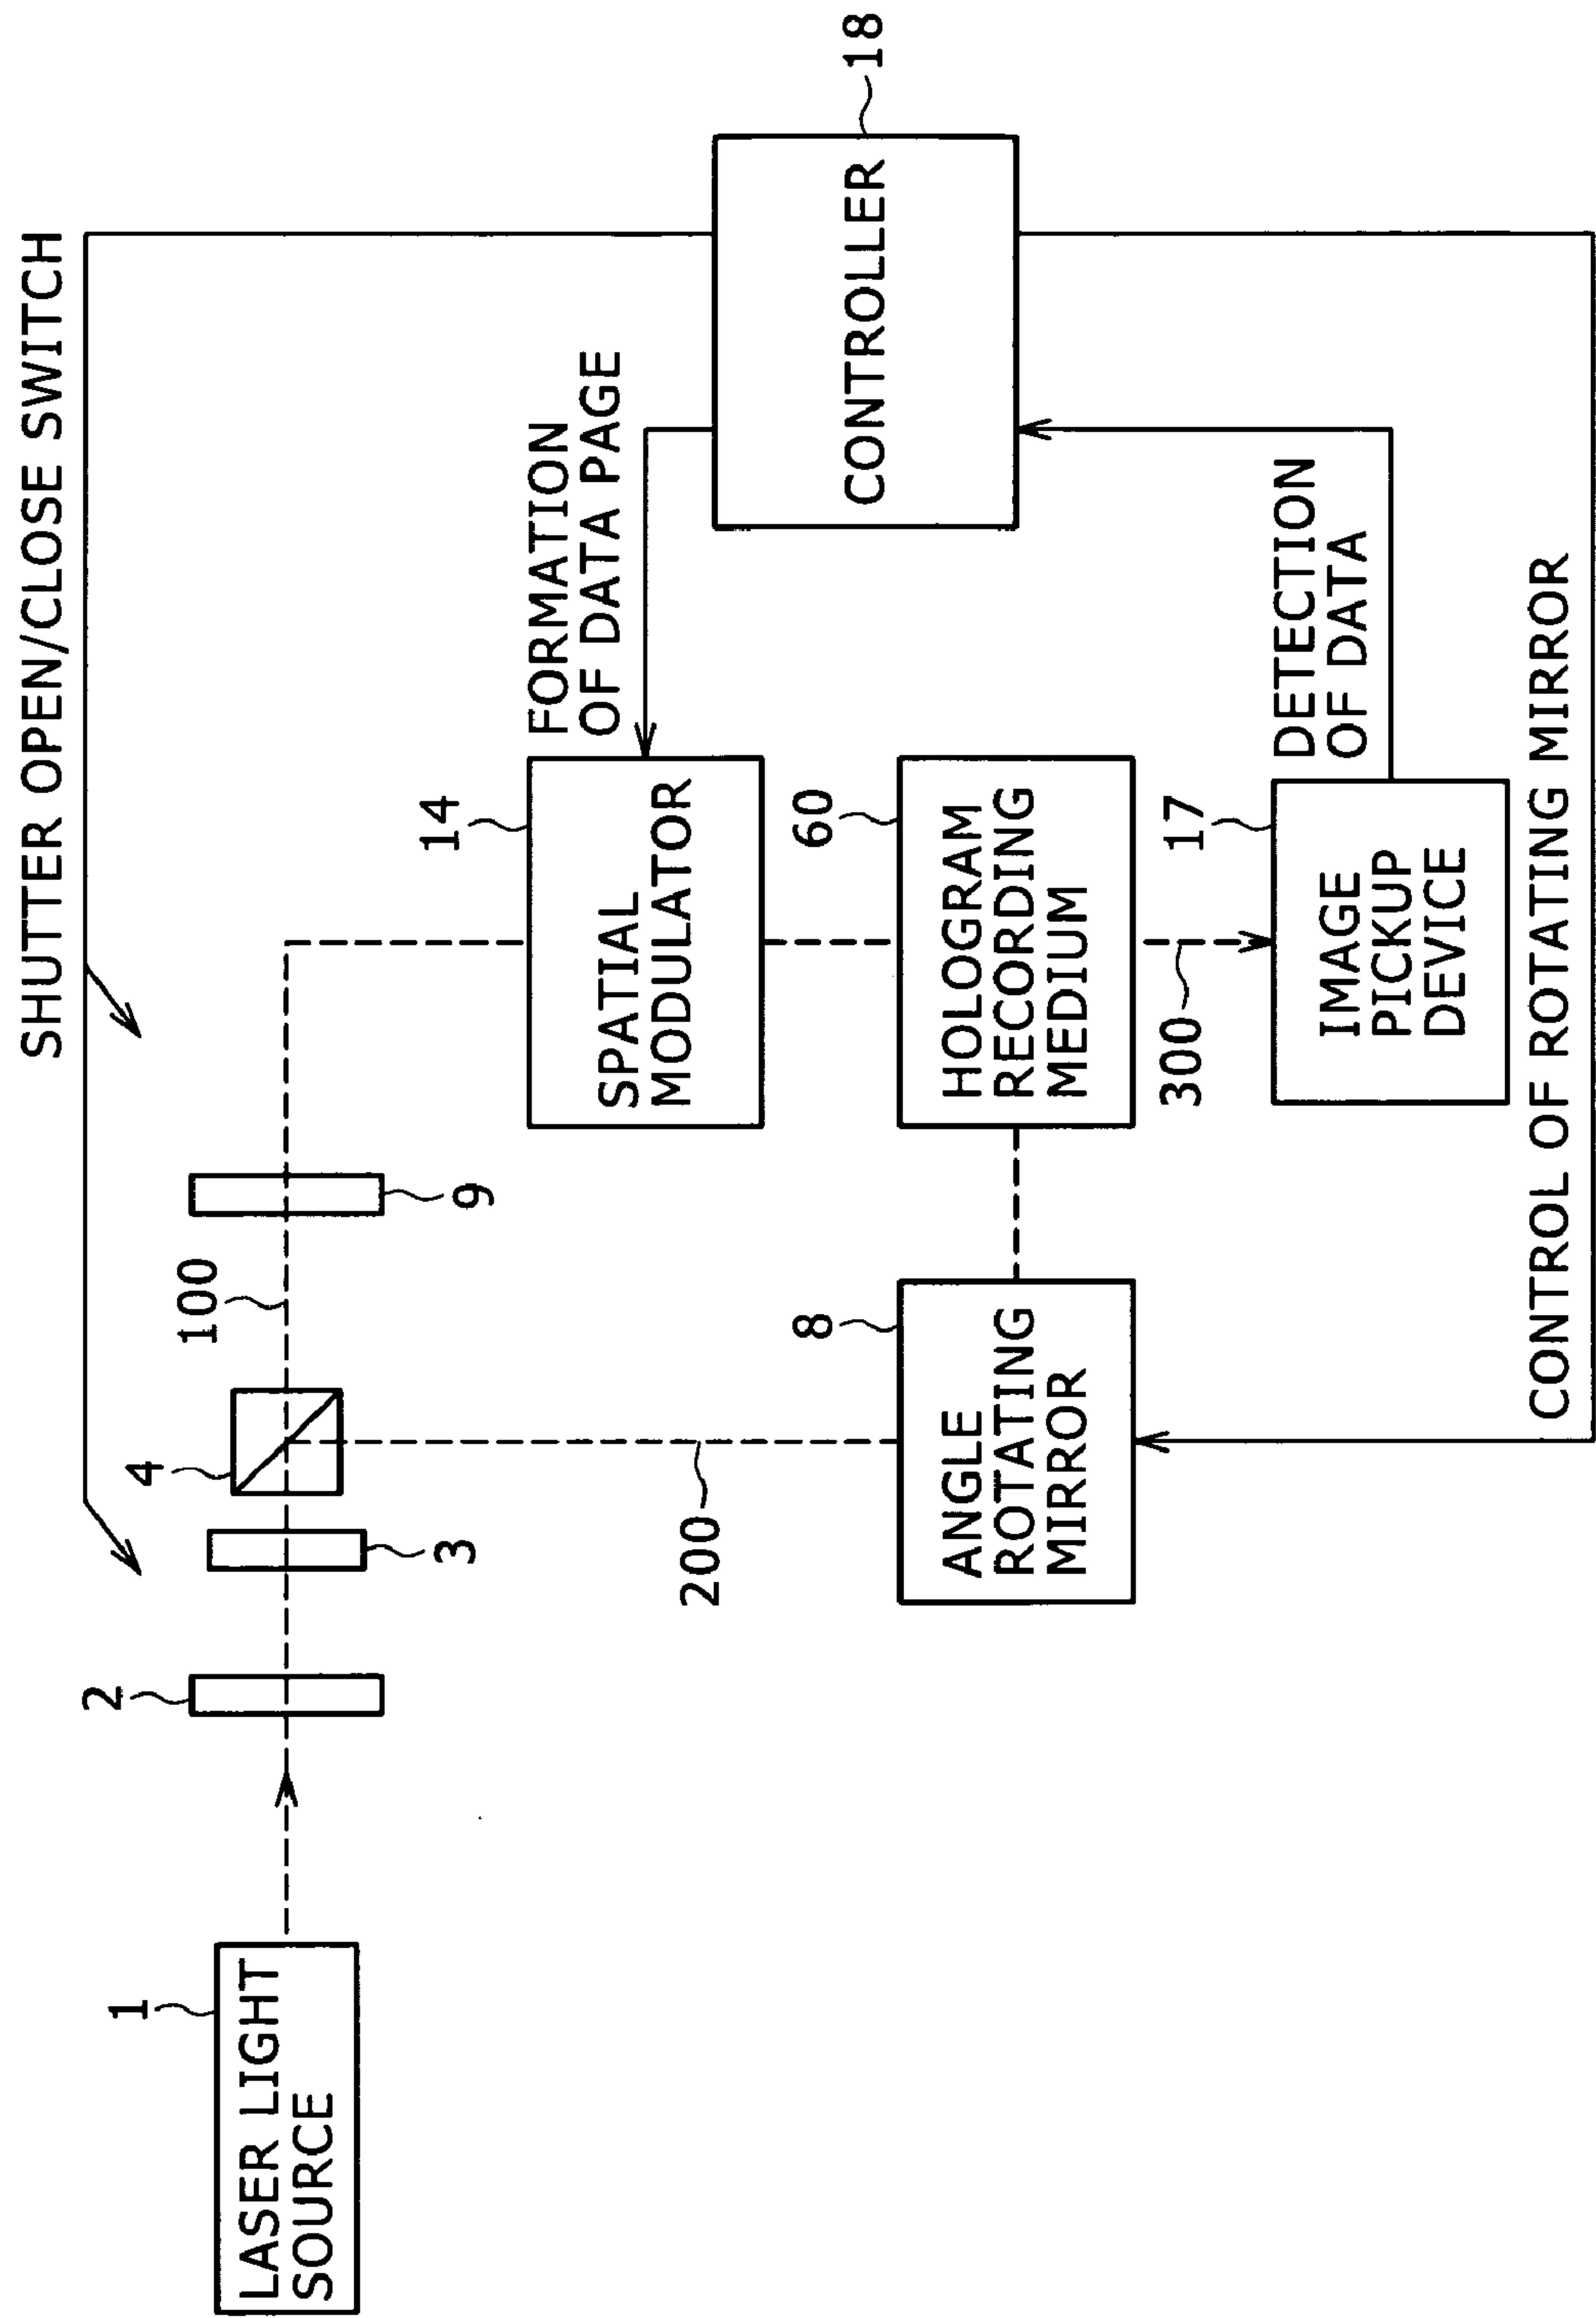 SHUTTER OPEN/CLOSE SWITCH
1
LASER LIGHT
SOURCE
2
3
4
100
9
200
14
SPATIAL
MODULATOR
FORMATION
OF DATA PAGE
18
CONTROLLER
8
ANGLE
ROTATING
MIRROR
60
HOLOGRAM
RECORDING
MEDIUM
300
17
IMAGE
PICKUP
DEVICE
DETECTION
OF DATA
CONTROL OF ROTATING MIRROR